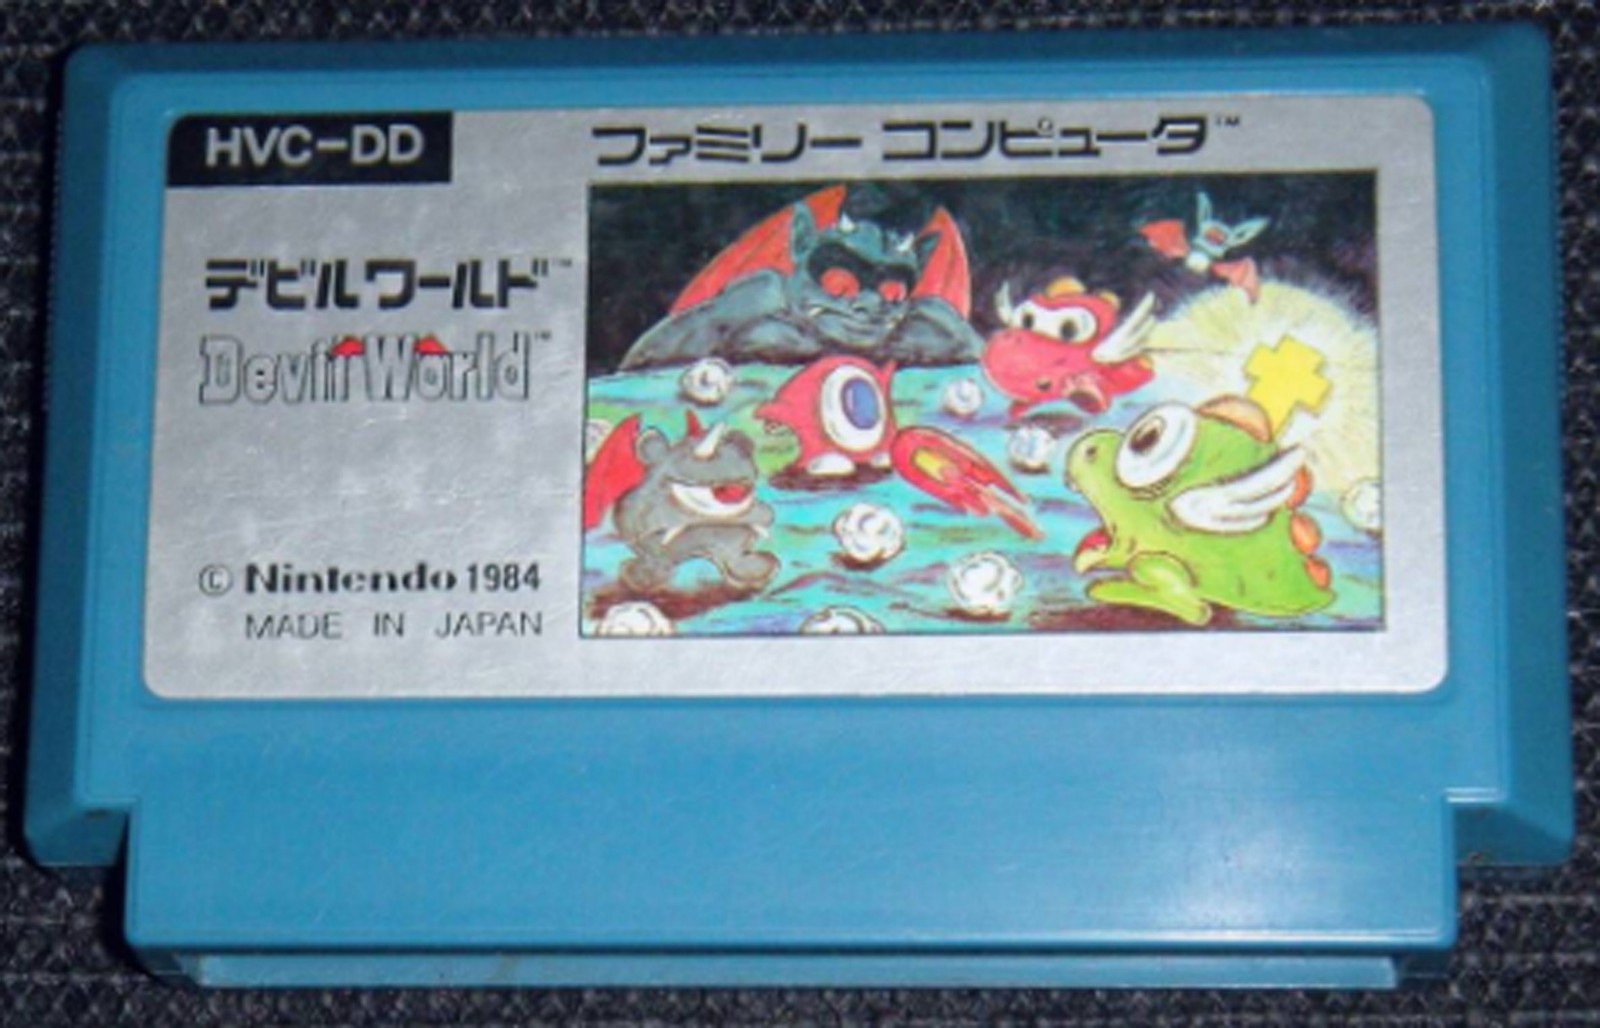 HVC-DD
ファミリー コンピュータ™
デビルワールド™
Devil World™
© Nintendo 1984
MADE IN JAPAN